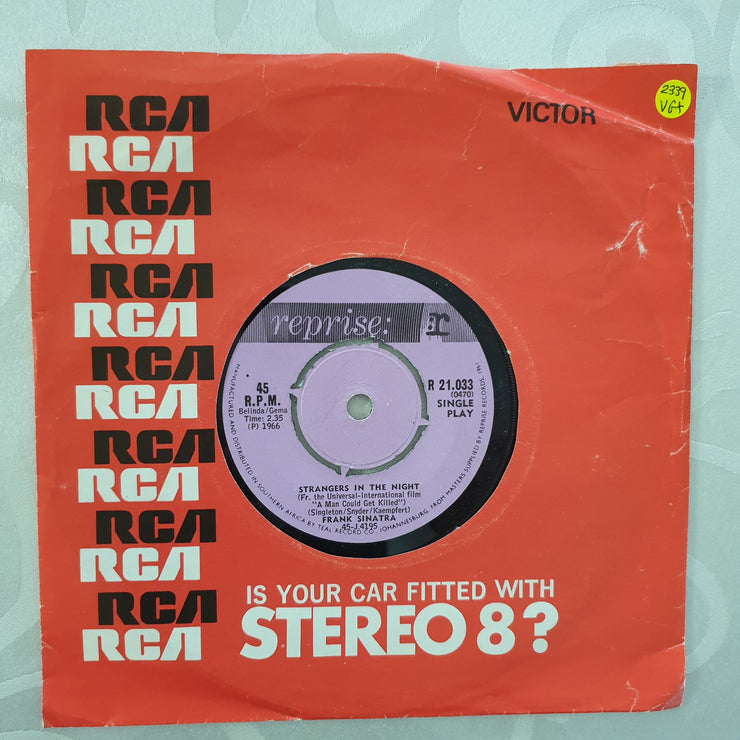 RCA
RCA
RCA
RCA
RCA
RCA
RCA
RCA
RCA
RCA
RCA
RCA
RCA
RCA
VICTOR
2339
VG+
reprise:
r
45
R.P.M.
Belinda/Gema
Time: 2.35
(P) 1966
R 21.033
(0470)
SINGLE
PLAY
STRANGERS IN THE NIGHT
(Fr. the Universal-International film
"A Man Could Get Killed")
(Singleton/Snyder/Kaempfert)
FRANK SINATRA
45-J.4195
MANUFACTURED AND DISTRIBUTED IN SOUTHERN AFRICA BY TEAL RECORD CO. JOHANNESBURG, FROM MASTERS SUPPLIED BY REPRISE RECORDS, 1961
IS YOUR CAR FITTED WITH
STEREO 8?